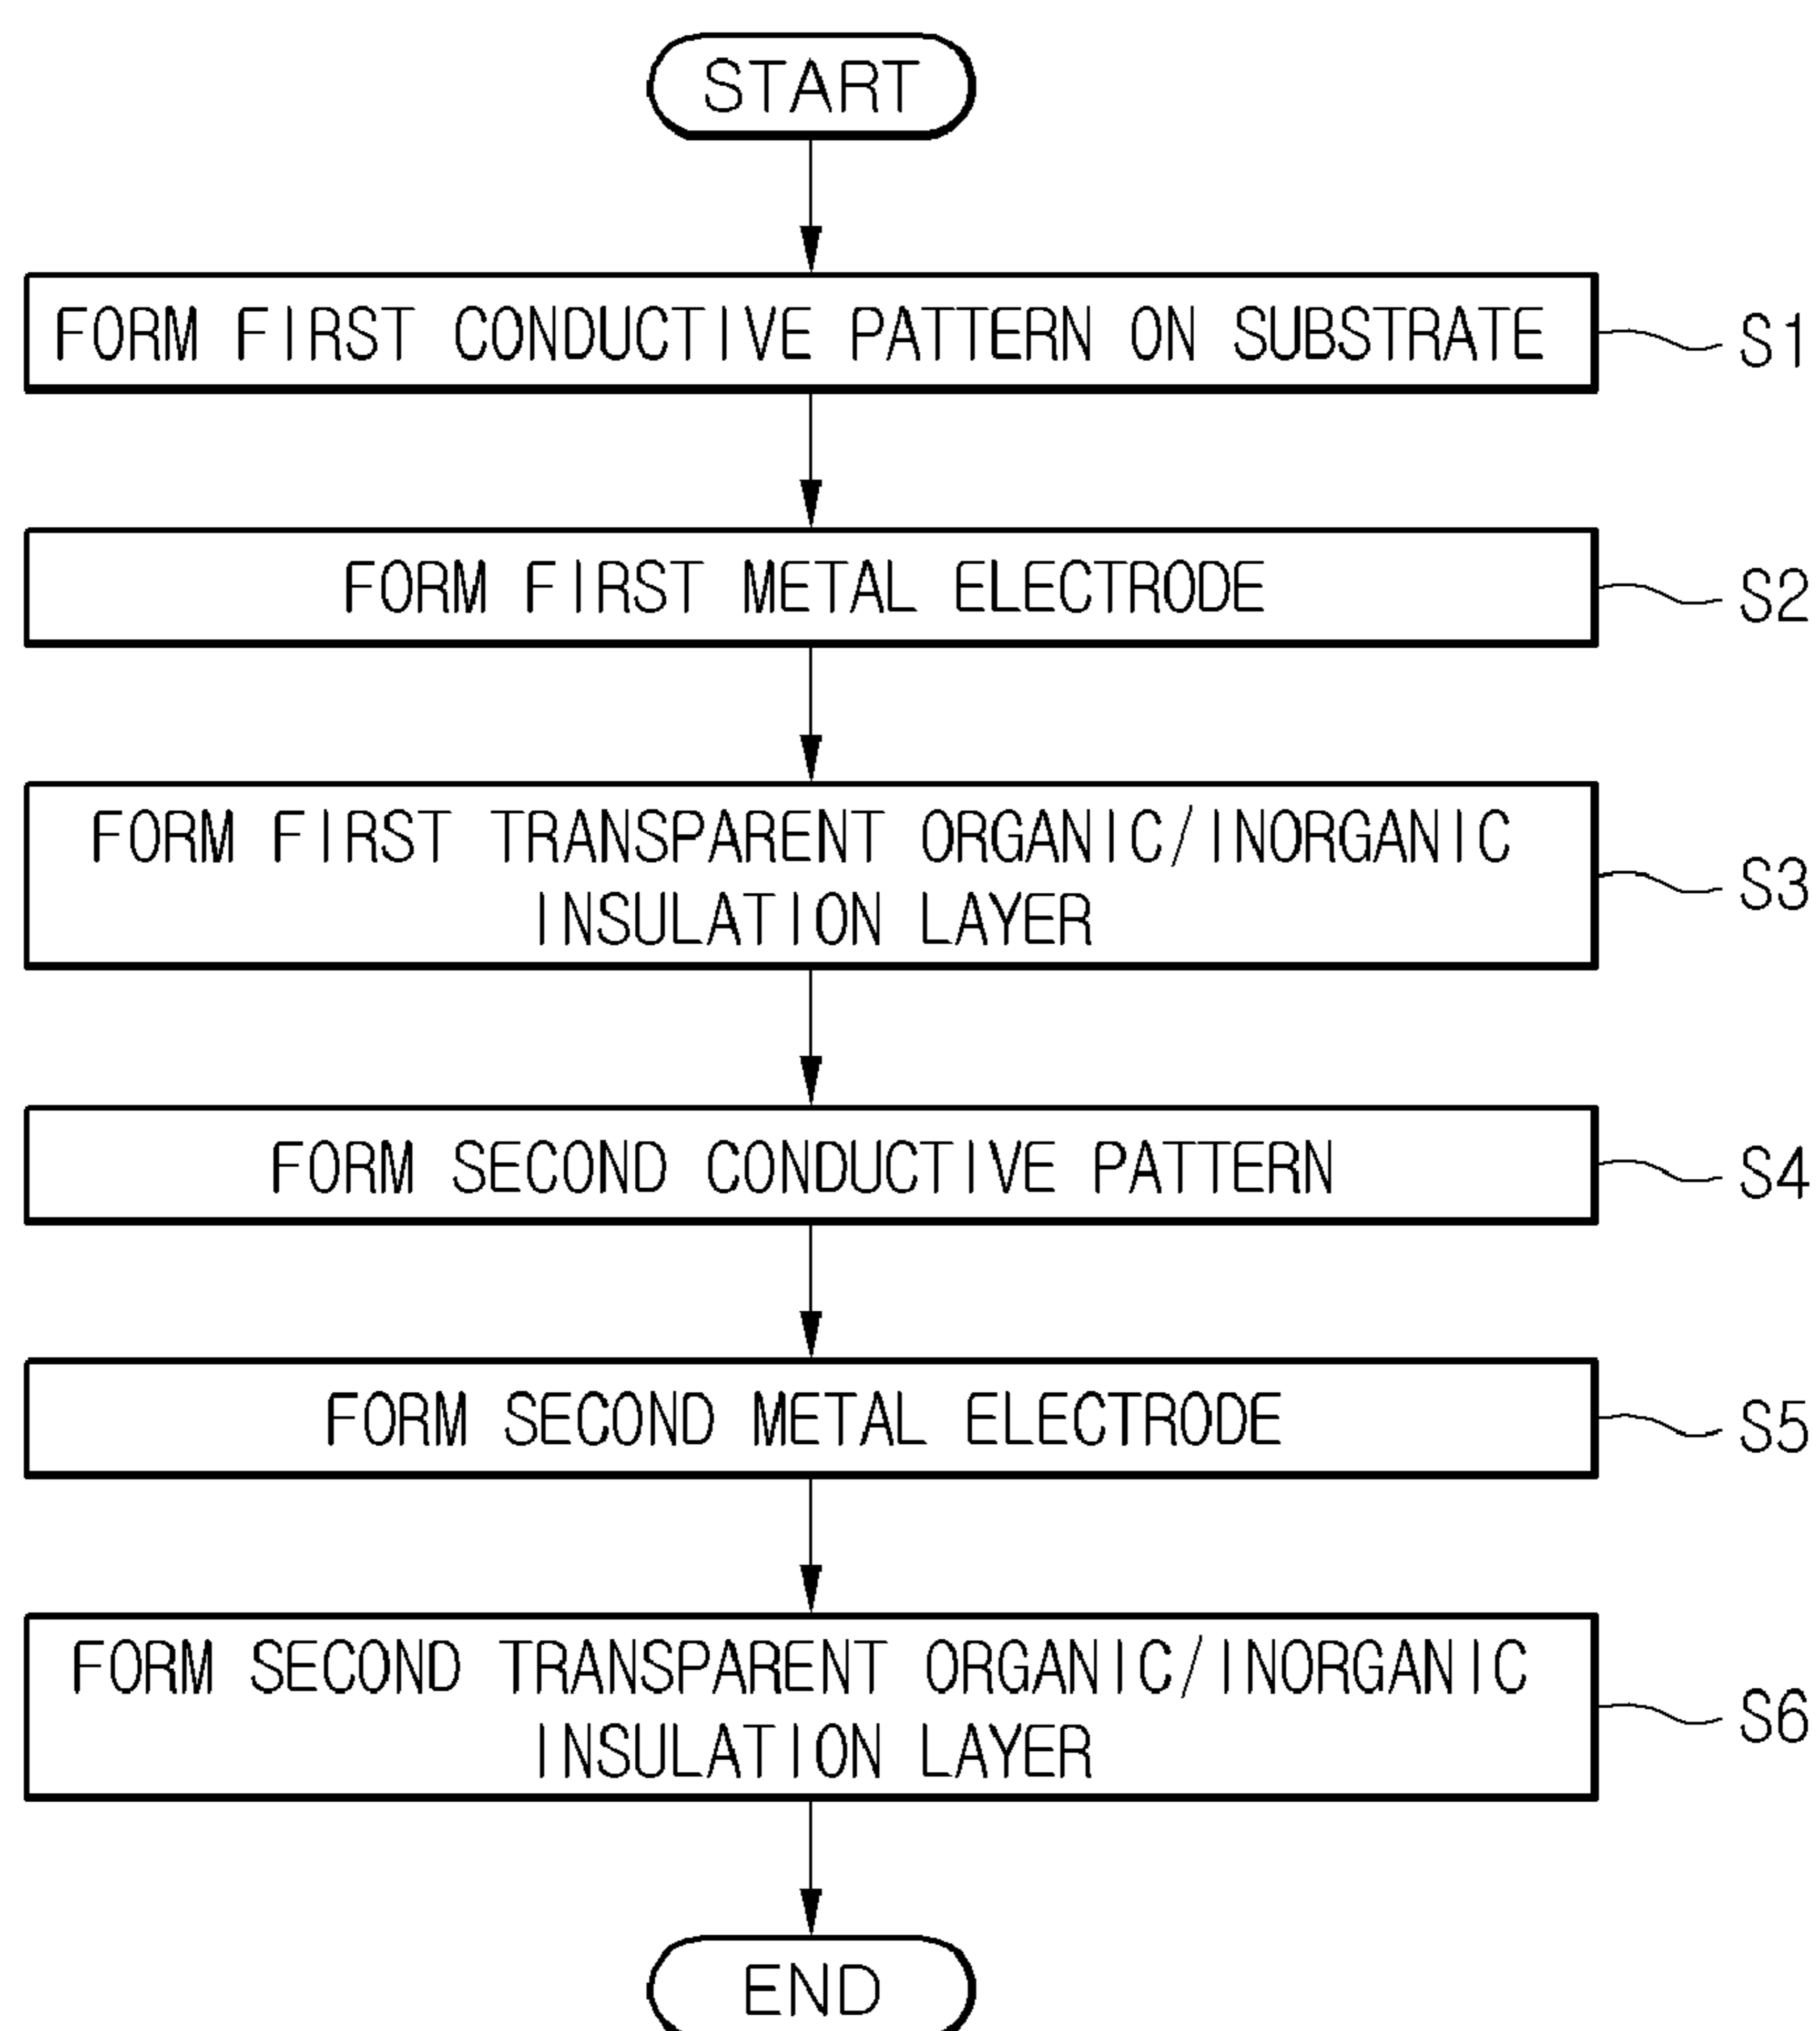 START
FORM FIRST CONDUCTIVE PATTERN ON SUBSTRATE
S1
FORM FIRST METAL ELECTRODE
S2
FORM FIRST TRANSPARENT ORGANIC/INORGANIC
INSULATION LAYER
S3
FORM SECOND CONDUCTIVE PATTERN
S4
FORM SECOND METAL ELECTRODE
S5
FORM SECOND TRANSPARENT ORGANIC/INORGANIC
INSULATION LAYER
S6
END